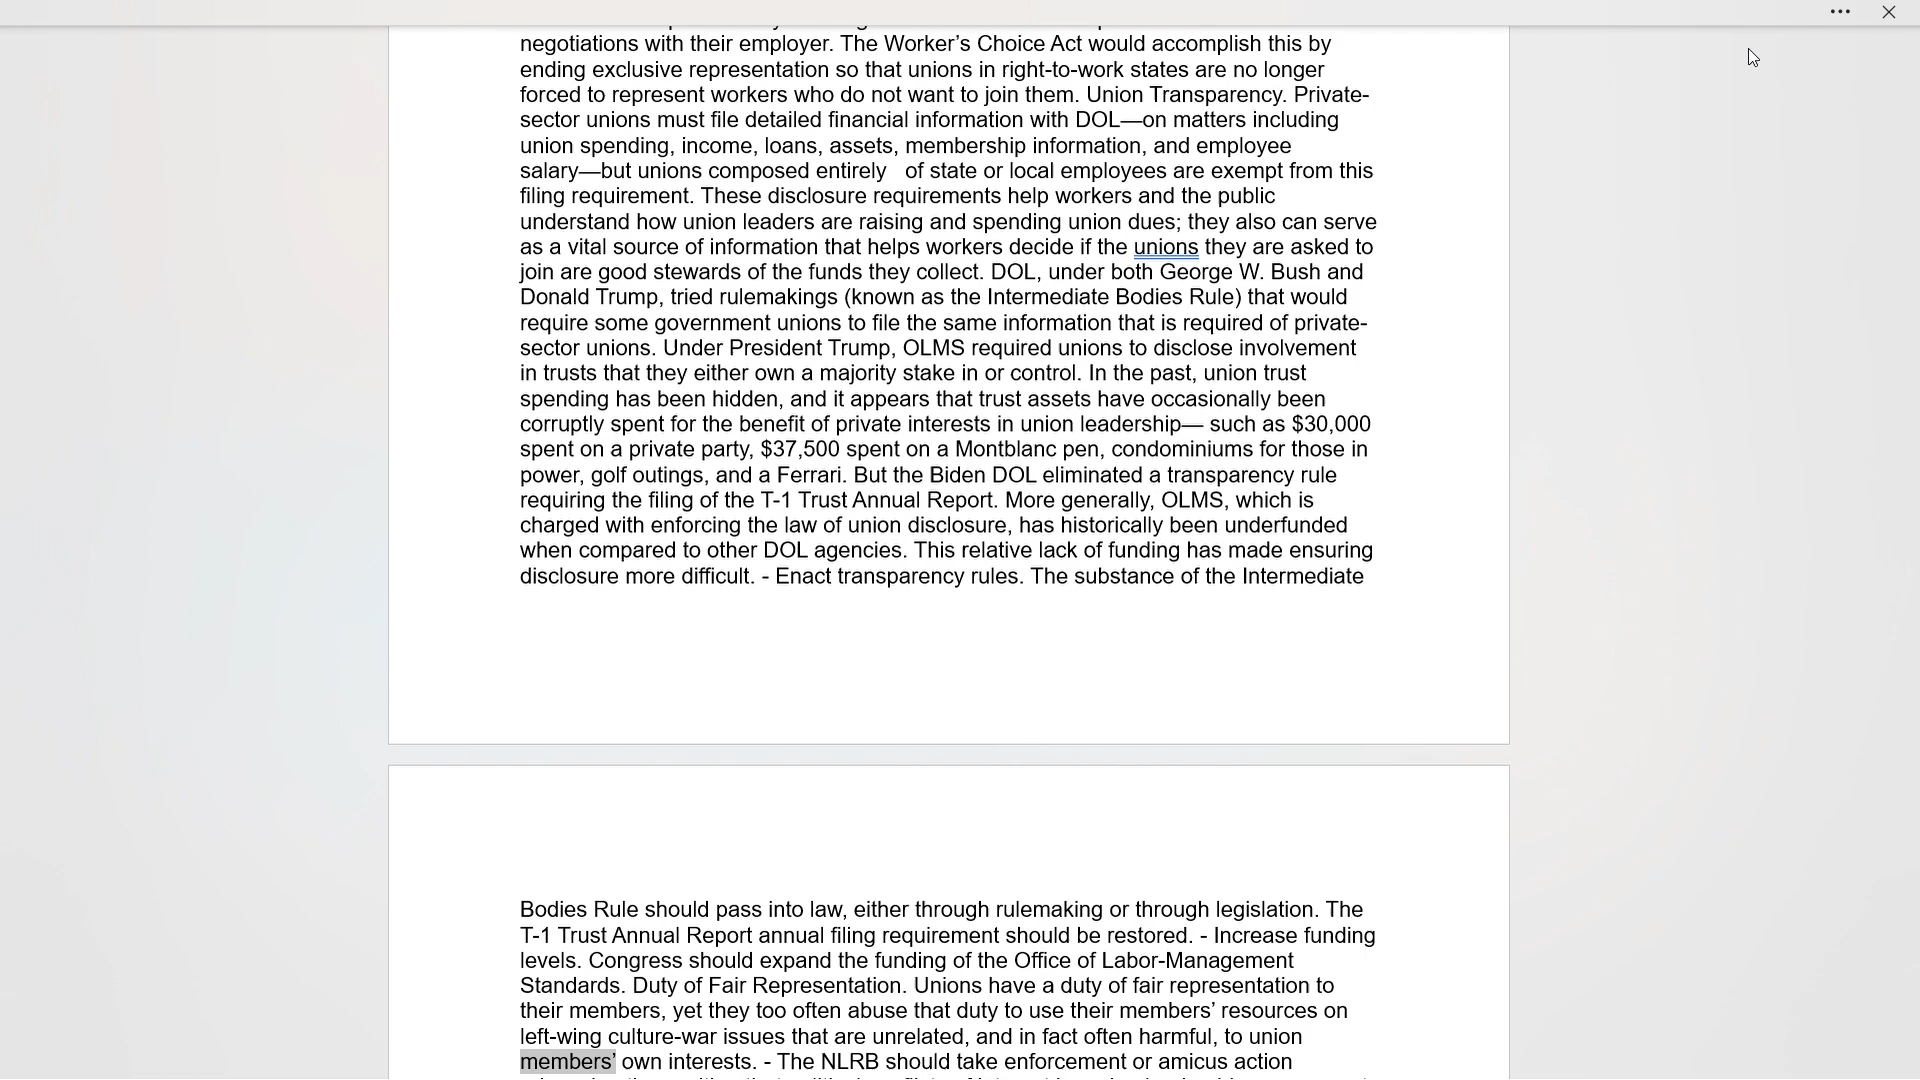 negotiations with their employer. The Worker’s Choice Act would accomplish this by
ending exclusive representation so that unions in right-to-work states are no longer
forced to represent workers who do not want to join them. Union Transparency. Private-
sector unions must file detailed financial information with DOL—on matters including
union spending, income, loans, assets, membership information, and employee
salary—but unions composed entirely   of state or local employees are exempt from this
filing requirement. These disclosure requirements help workers and the public
understand how union leaders are raising and spending union dues; they also can serve
as a vital source of information that helps workers decide if the unions they are asked to
join are good stewards of the funds they collect. DOL, under both George W. Bush and
Donald Trump, tried rulemakings (known as the Intermediate Bodies Rule) that would
require some government unions to file the same information that is required of private-
sector unions. Under President Trump, OLMS required unions to disclose involvement
in trusts that they either own a majority stake in or control. In the past, union trust
spending has been hidden, and it appears that trust assets have occasionally been
corruptly spent for the benefit of private interests in union leadership— such as $30,000
spent on a private party, $37,500 spent on a Montblanc pen, condominiums for those in
power, golf outings, and a Ferrari. But the Biden DOL eliminated a transparency rule
requiring the filing of the T-1 Trust Annual Report. More generally, OLMS, which is
charged with enforcing the law of union disclosure, has historically been underfunded
when compared to other DOL agencies. This relative lack of funding has made ensuring
disclosure more difficult. - Enact transparency rules. The substance of the Intermediate
Bodies Rule should pass into law, either through rulemaking or through legislation. The
T-1 Trust Annual Report annual filing requirement should be restored. - Increase funding
levels. Congress should expand the funding of the Office of Labor-Management
Standards. Duty of Fair Representation. Unions have a duty of fair representation to
their members, yet they too often abuse that duty to use their members’ resources on
left-wing culture-war issues that are unrelated, and in fact often harmful, to union
members’ own interests. - The NLRB should take enforcement or amicus action